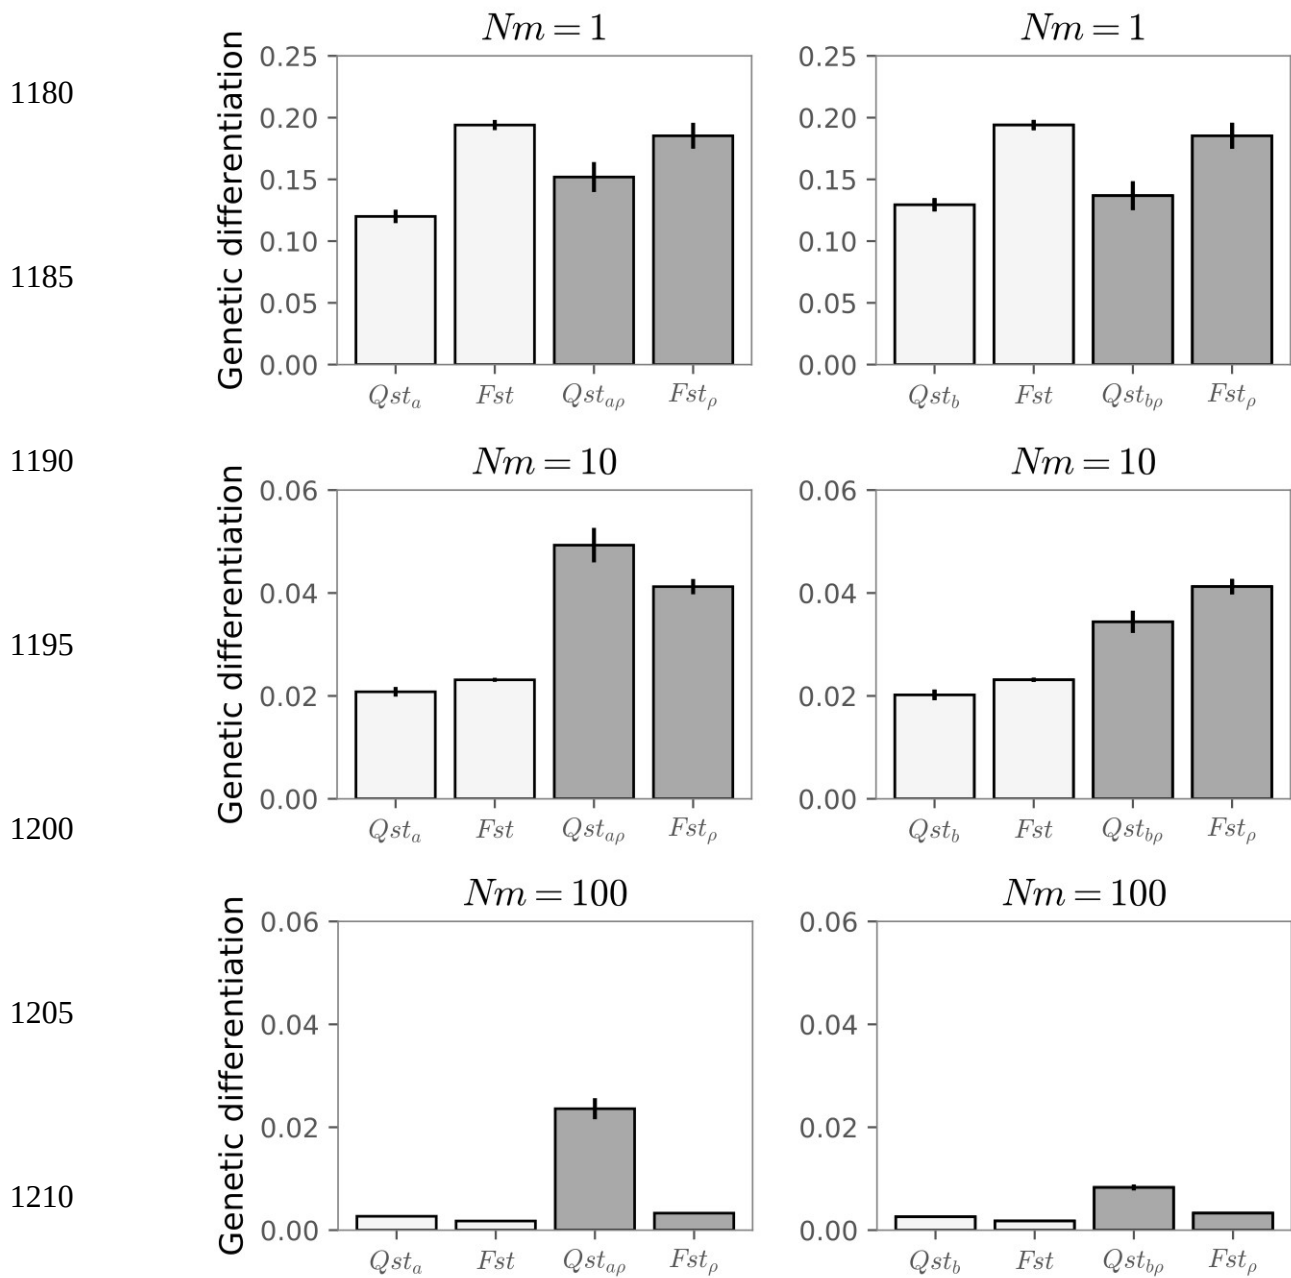 Nm = 1
Nm = 1
1180
1185
Genetic differentiation
0.25
0.20
0.15
0.10
0.05
0.00
Qst_a Fst Qst_aρ Fst_ρ
0.25
0.20
0.15
0.10
0.05
0.00
Qst_b Fst Qst_bρ Fst_ρ
1190
Nm = 10
Nm = 10
1195
1200
Genetic differentiation
0.06
0.04
0.02
0.00
Qst_a Fst Qst_aρ Fst_ρ
0.06
0.04
0.02
0.00
Qst_b Fst Qst_bρ Fst_ρ
Nm = 100
Nm = 100
1205
1210
Genetic differentiation
0.06
0.04
0.02
0.00
Qst_a Fst Qst_aρ Fst_ρ
0.06
0.04
0.02
0.00
Qst_b Fst Qst_bρ Fst_ρ